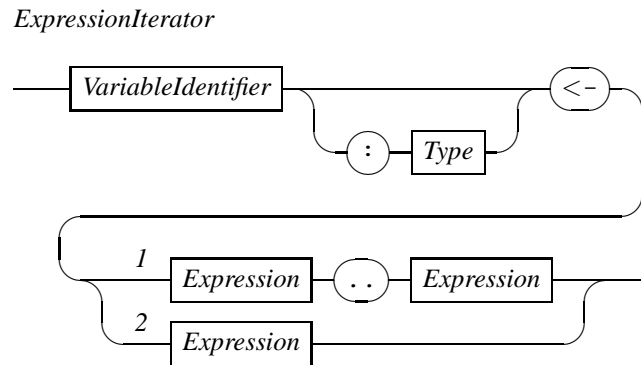 ExpressionIterator
VariableIdentifier <-
: Type
1 Expression .. Expression
2 Expression